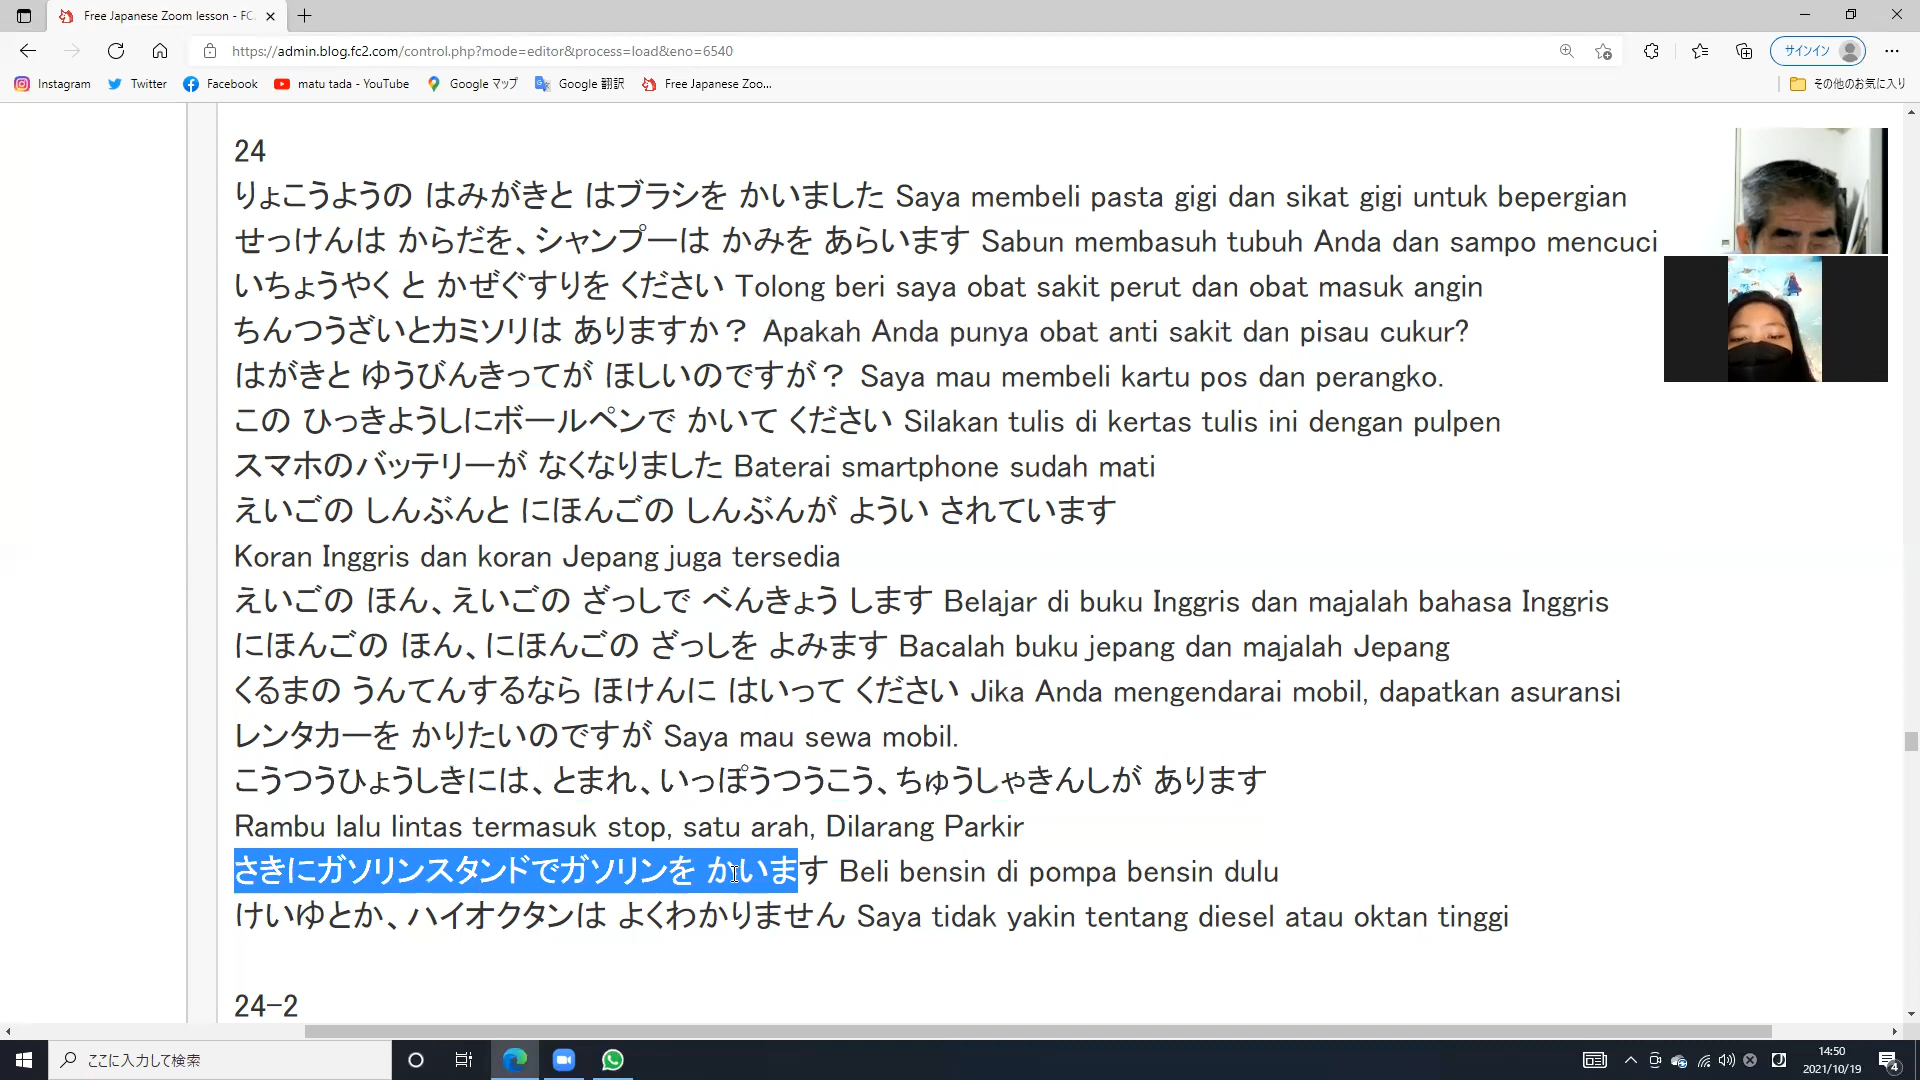 Free Japanese Zoom lesson - FC
https://admin.blog.fc2.com/control.php?mode=editor&process=load&eno=6540
サインイン
Instagram Twitter Facebook matu tada - YouTube Google マップ Google 翻訳 Free Japanese Zoo... その他のお気に入り
24
りょこうようの はみがきと はブラシを かいました Saya membeli pasta gigi dan sikat gigi untuk bepergian
せっけんは からだを、シャンプーは かみを あらいます Sabun membasuh tubuh Anda dan sampo mencuci
いちょうやく と かぜぐすりを ください Tolong beri saya obat sakit perut dan obat masuk angin
ちんつうざいとカミソリは ありますか？ Apakah Anda punya obat anti sakit dan pisau cukur?
はがきと ゆうびんきってが ほしいのですが？ Saya mau membeli kartu pos dan perangko.
この ひっきようしにボールペンで かいて ください Silakan tulis di kertas tulis ini dengan pulpen
スマホのバッテリーが なくなりました Baterai smartphone sudah mati
えいごの しんぶんと にほんごの しんぶんが ようい されています
Koran Inggris dan koran Jepang juga tersedia
えいごの ほん、えいごの ざっしで べんきょう します Belajar di buku Inggris dan majalah bahasa Inggris
にほんごの ほん、にほんごの ざっしを よみます Bacalah buku jepang dan majalah Jepang
くるまの うんてんするなら ほけんに はいって ください Jika Anda mengendarai mobil, dapatkan asuransi
レンタカーを かりたいのですが Saya mau sewa mobil.
こうつうひょうしきには、とまれ、いっぽうつうこう、ちゅうしゃきんしが あります
Rambu lalu lintas termasuk stop, satu arah, Dilarang Parkir
さきにガソリンスタンドでガソリンを かいます Beli bensin di pompa bensin dulu
けいゆとか、ハイオクタンは よくわかりません Saya tidak yakin tentang diesel atau oktan tinggi
24-2
ここに入力して検索
14:50
2021/10/19
4